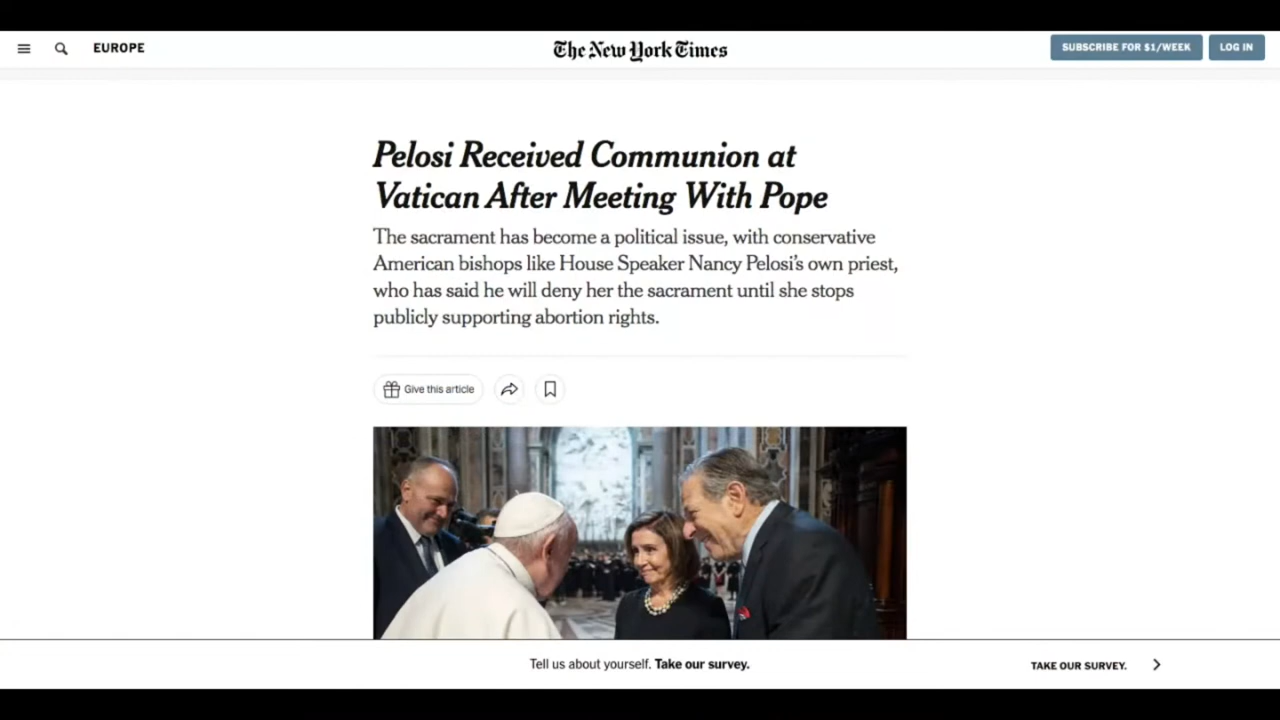 EUROPE
The New York Times
SUBSCRIBE FOR $1/WEEK
LOG IN
Pelosi Received Communion at
Vatican After Meeting With Pope
The sacrament has become a political issue, with conservative
American bishops like House Speaker Nancy Pelosi's own priest,
who has said he will deny her the sacrament until she stops
publicly supporting abortion rights.
Give this article
Tell us about yourself. Take our survey.
TAKE OUR SURVEY.